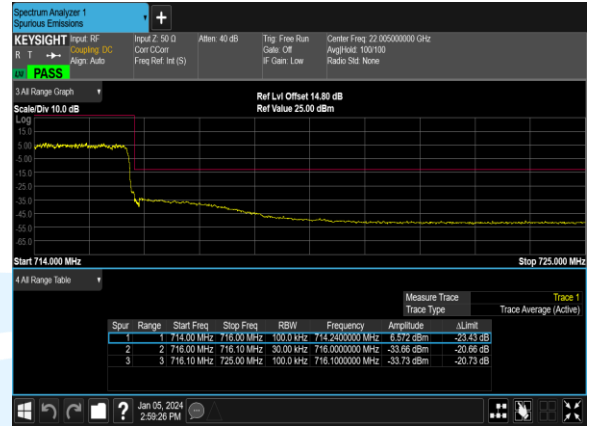 Spectrum Analyzer 1
Spurious Emissions
KEYSIGHT Input: RF Input Z: 50 Ω Atten: 40 dB Trig: Free Run Center Freq: 22.005000000 GHz
R T Coupling: DC Corr CCorr Gate: Off Avg|Hold: 100/100
Align: Auto Freq Ref: Int (S) IF Gain: Low Radio Std: None
LXI PASS
3 All Range Graph
Ref Lvl Offset 14.80 dB
Scale/Div 10.0 dB Ref Value 25.00 dBm
Log
15.0
5.00
-5.00
-15.0
-25.0
-35.0
-45.0
-55.0
-65.0
Start 714.000 MHz Stop 725.000 MHz
4 All Range Table
Measure Trace Trace 1
Trace Type Trace Average (Active)
Spur Range Start Freq Stop Freq RBW Frequency Amplitude ΔLimit
1 1 714.00 MHz 716.00 MHz 100.0 kHz 714.2400000 MHz 6.572 dBm -23.43 dB
2 2 716.00 MHz 716.10 MHz 30.00 kHz 716.0000000 MHz -33.66 dBm -20.66 dB
3 3 716.10 MHz 725.00 MHz 100.0 kHz 716.1000000 MHz -33.73 dBm -20.73 dB
? Jan 05, 2024
2:59:26 PM